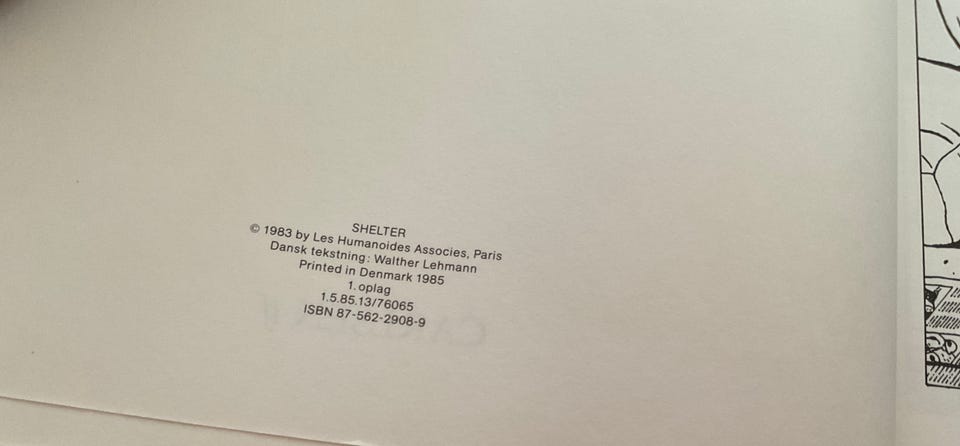 SHELTER
© 1983 by Les Humanoides Associes, Paris
Dansk tekstning: Walther Lehmann
Printed in Denmark 1985
1. oplag
1.5.85.13/76065
ISBN 87-562-2908-9